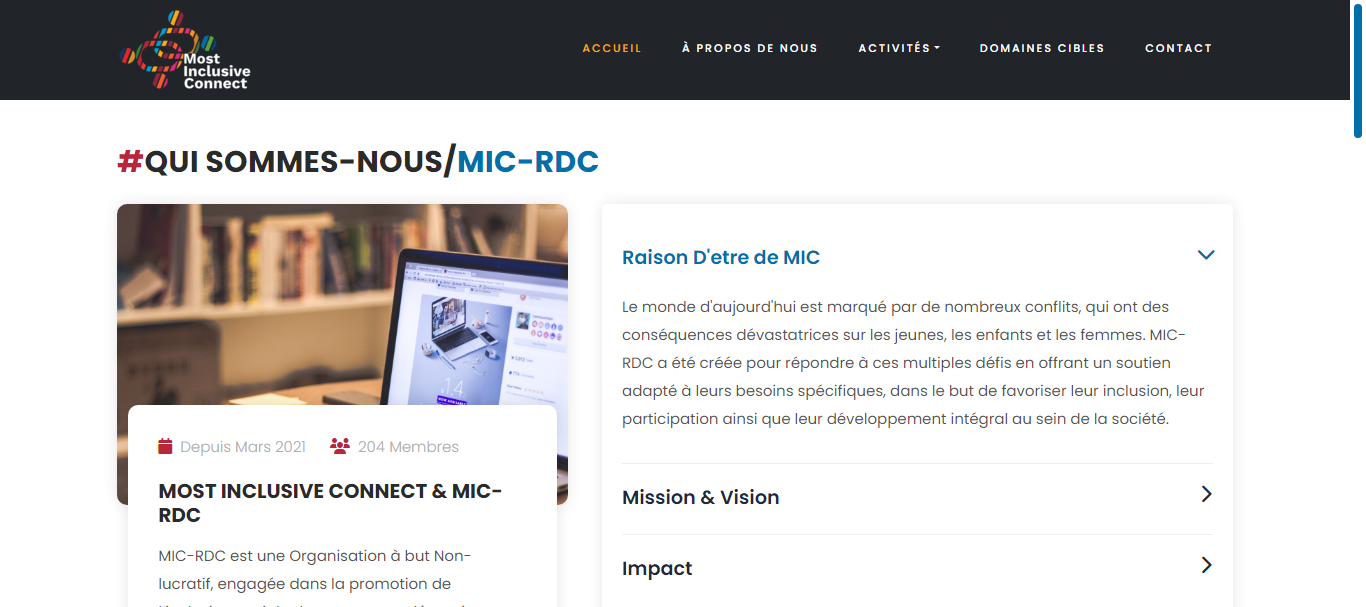 Most
Inclusive
Connect
ACCUEIL
À PROPOS DE NOUS
ACTIVITÉS
DOMAINES CIBLES
CONTACT
#QUI SOMMES-NOUS/MIC-RDC
Depuis Mars 2021
204 Membres
MOST INCLUSIVE CONNECT & MIC-
RDC
MIC-RDC est une Organisation à but Non-
lucratif, engagée dans la promotion de
Raison D'etre de MIC
Le monde d'aujourd'hui est marqué par de nombreux conflits, qui ont des
conséquences dévastatrices sur les jeunes, les enfants et les femmes. MIC-
RDC a été créée pour répondre à ces multiples défis en offrant un soutien
adapté à leurs besoins spécifiques, dans le but de favoriser leur inclusion, leur
participation ainsi que leur développement intégral au sein de la société.
Mission & Vision
Impact